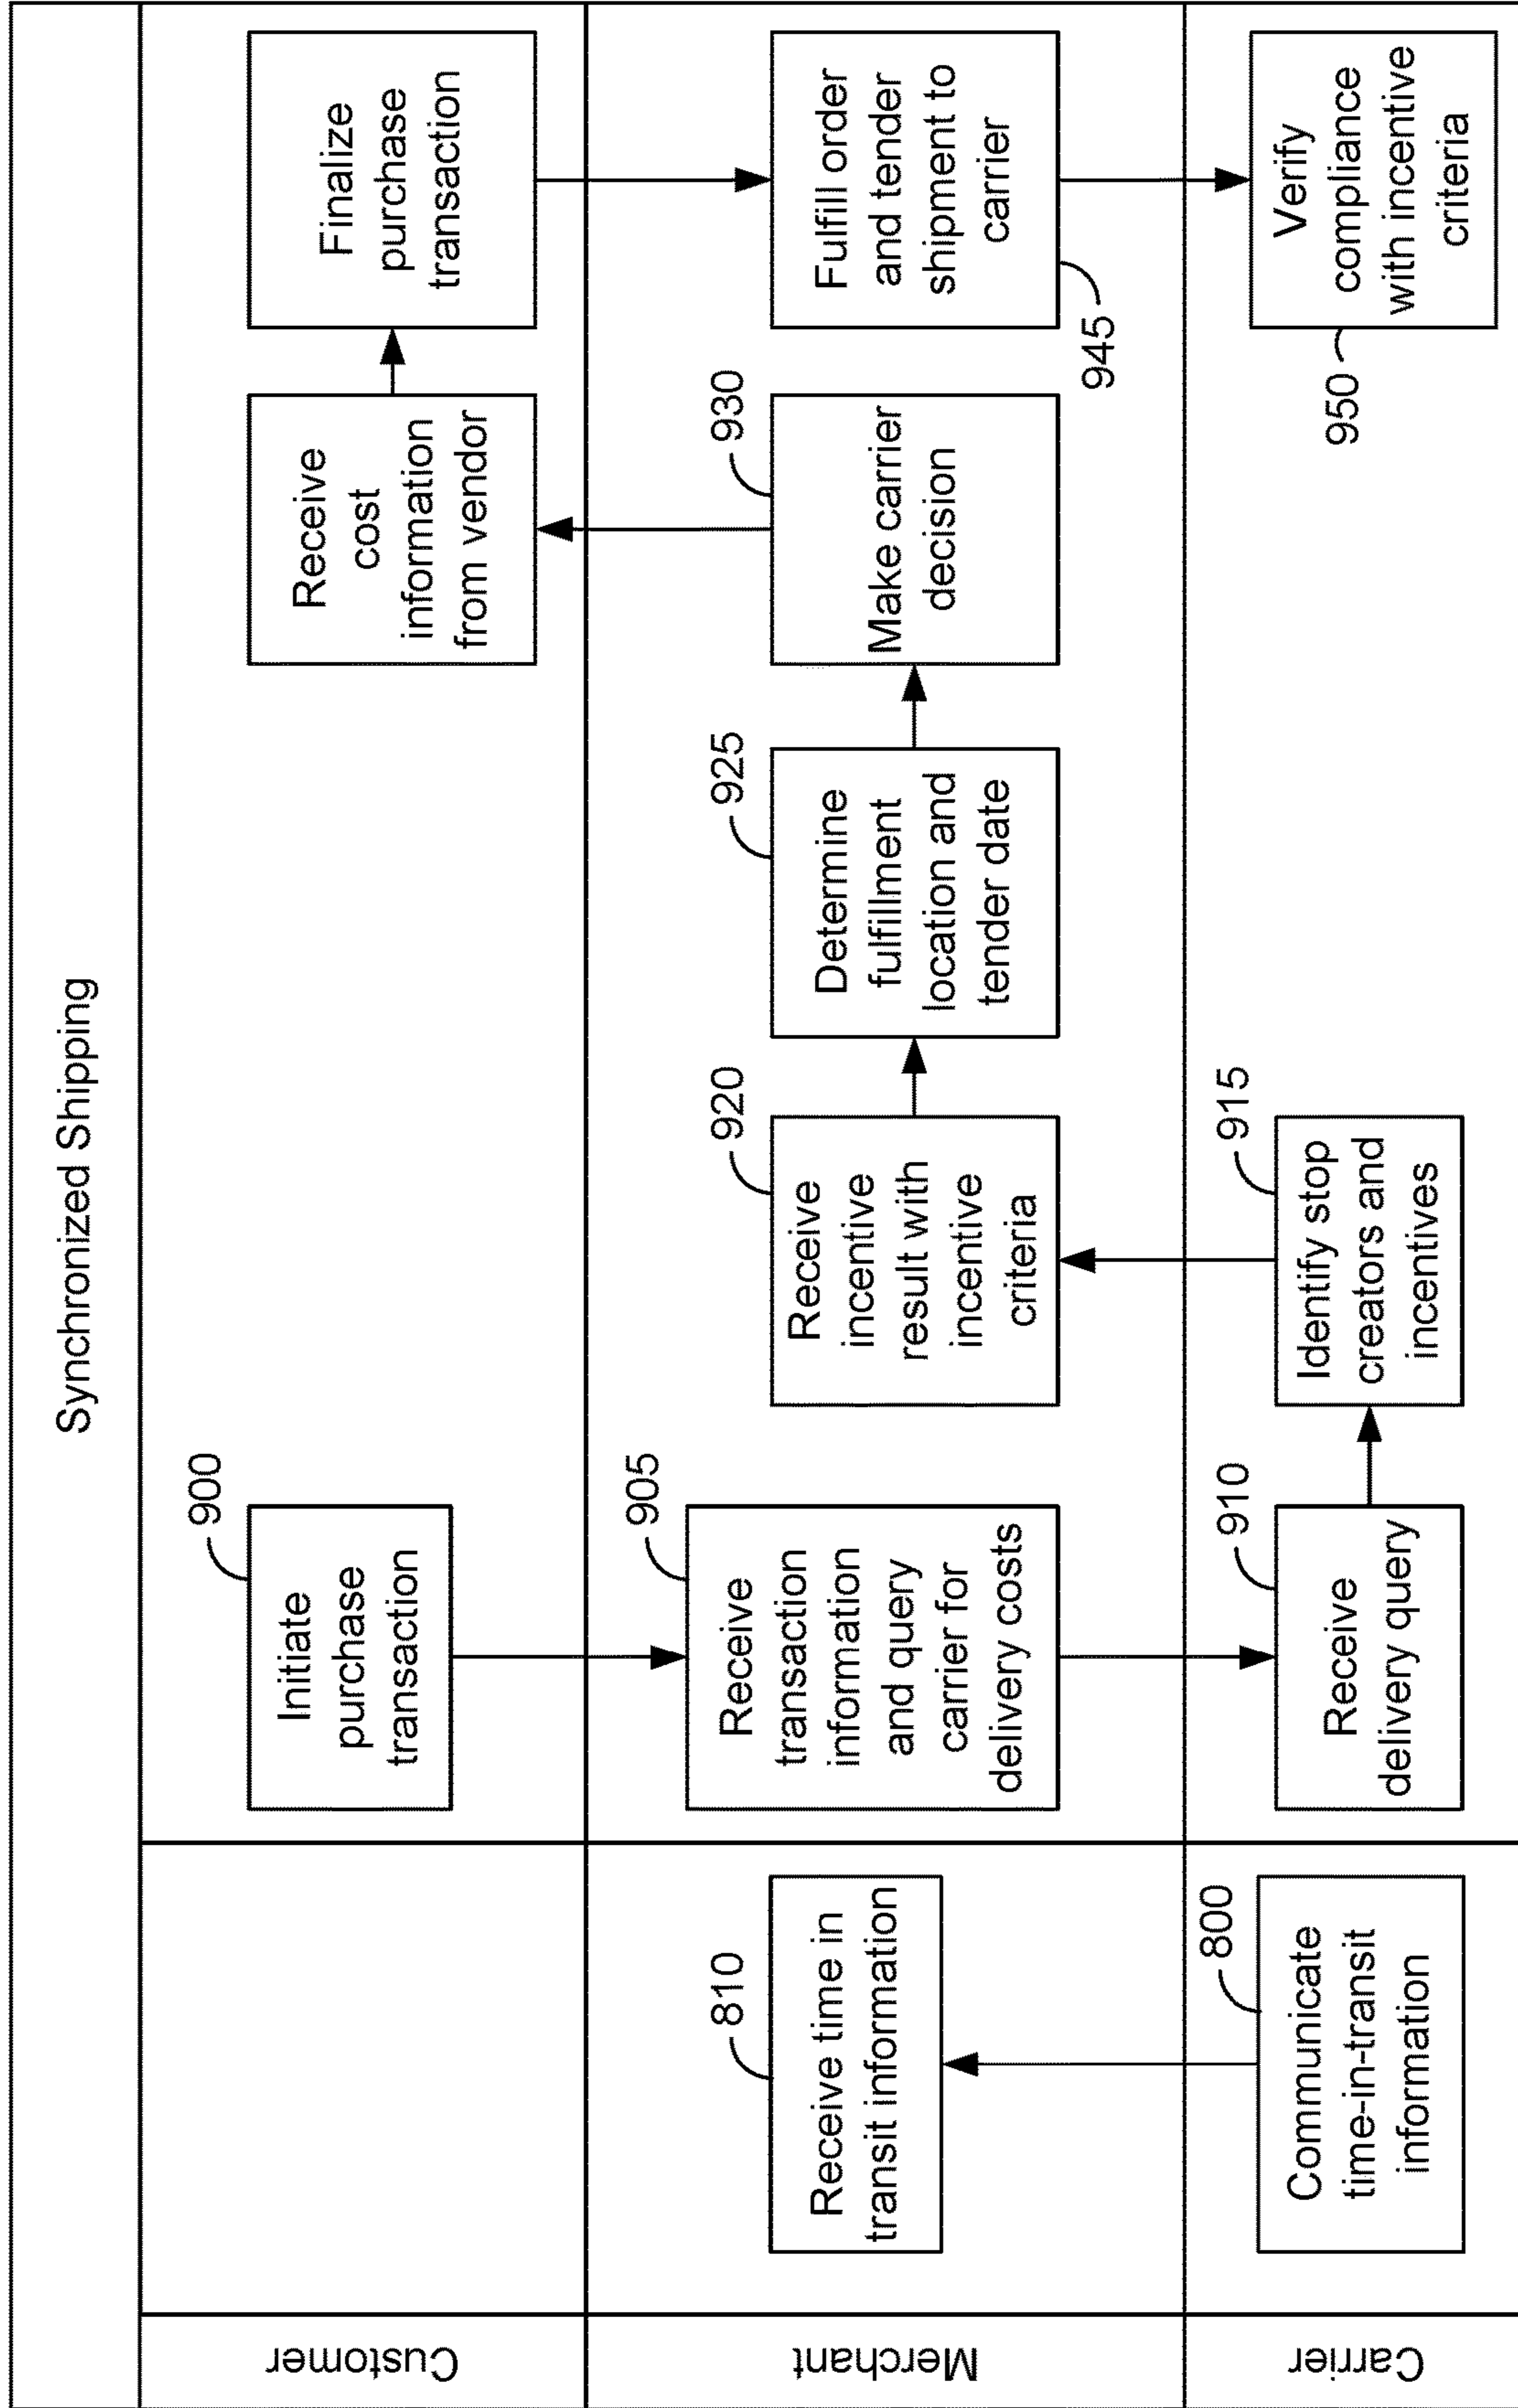 Synchronized Shipping
Customer
900
Initiate
purchase
transaction
Receive
cost
information
from vendor
Finalize
purchase
transaction
Merchant
810
Receive time in
transit information
905
Receive
transaction
information
and query
carrier for
delivery costs
920
Receive
incentive
result with
incentive
criteria
925
Determine
fulfillment
location and
tender date
930
Make carrier
decision
Fulfill order
and tender
shipment to
carrier
945
Carrier
800
Communicate
time-in-transit
information
910
Receive
delivery query
915
Identify stop
creators and
incentives
950
Verify
compliance
with incentive
criteria